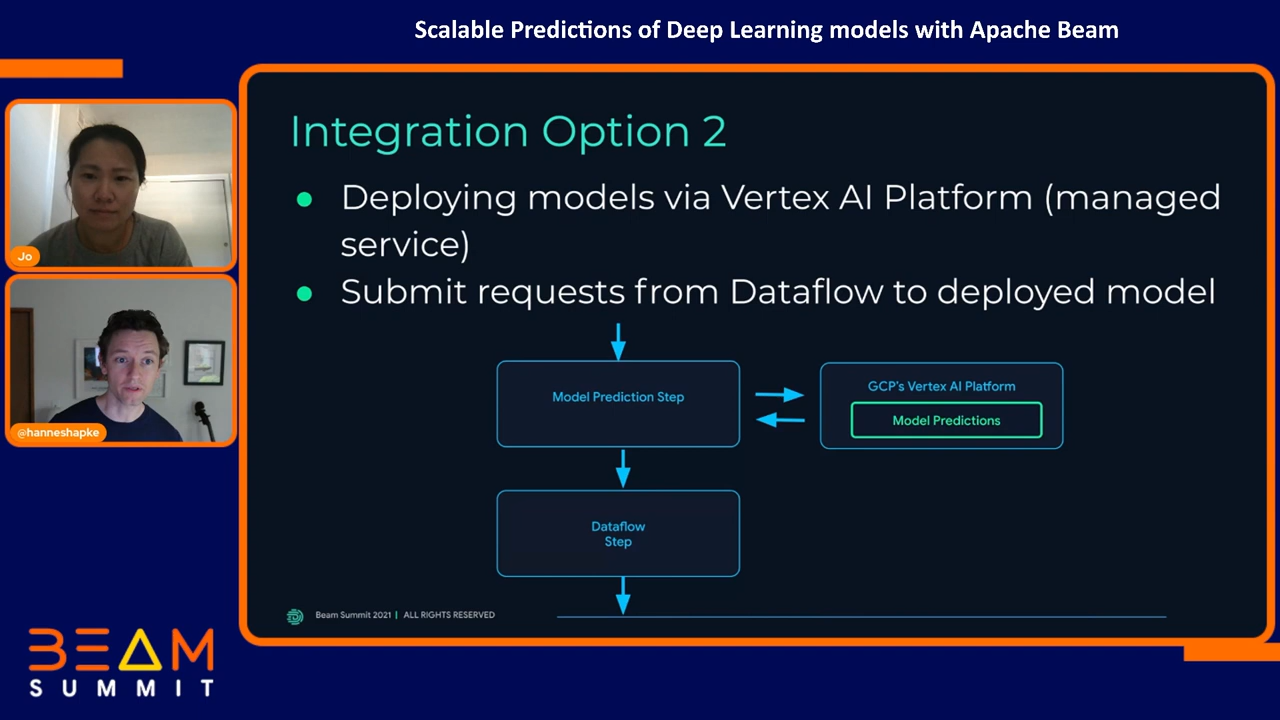 Scalable Predictions of Deep Learning models with Apache Beam
Integration Option 2
● Deploying models via Vertex AI Platform (managed
service)
● Submit requests from Dataflow to deployed model
Jo
@hanneshapke
Model Prediction Step
GCP's Vertex AI Platform
Model Predictions
Dataflow
Step
Beam Summit 2021 | ALL RIGHTS RESERVED
BEAM
SUMMIT